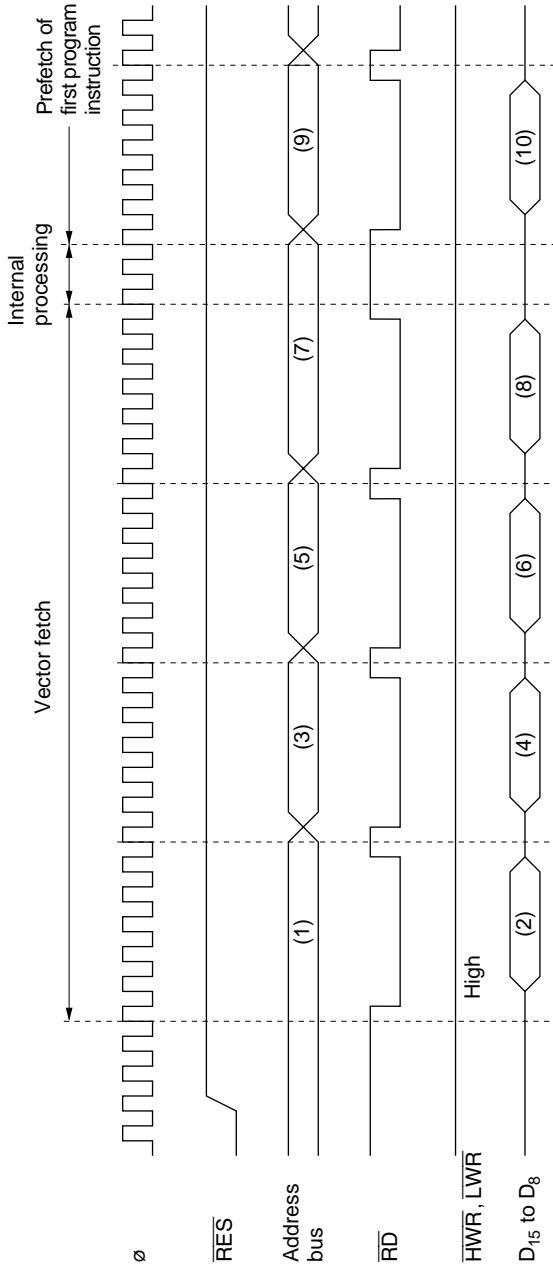 Vector fetch
Internal
processing
Prefetch of
first program
instruction
ø
RES
Address
bus
(1)
(3)
(5)
(7)
(9)
RD
HWR, LWR
High
D15 to D8
(2)
(4)
(6)
(8)
(10)